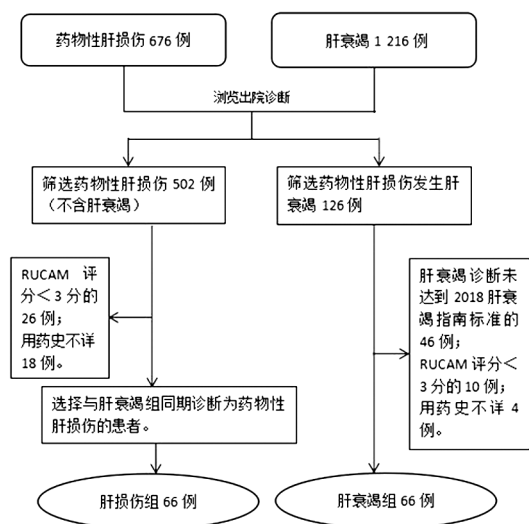 药物性肝损伤 676 例
肝衰竭 1 216 例
浏览出院诊断
筛选药物性肝损伤 502 例
（不含肝衰竭）
筛选药物性肝损伤发生肝
衰竭 126 例
RUCAM 评
分＜3 分的
26 例；
用药史不详
18 例。
肝衰竭诊断未
达到 2018 肝衰
竭指南标准的
46 例；
RUCAM 评分＜
3 分的 10 例；
用药史不详 4
例。
选择与肝衰竭组同期诊断为药物性
肝损伤的患者。
肝损伤组 66 例
肝衰竭组 66 例